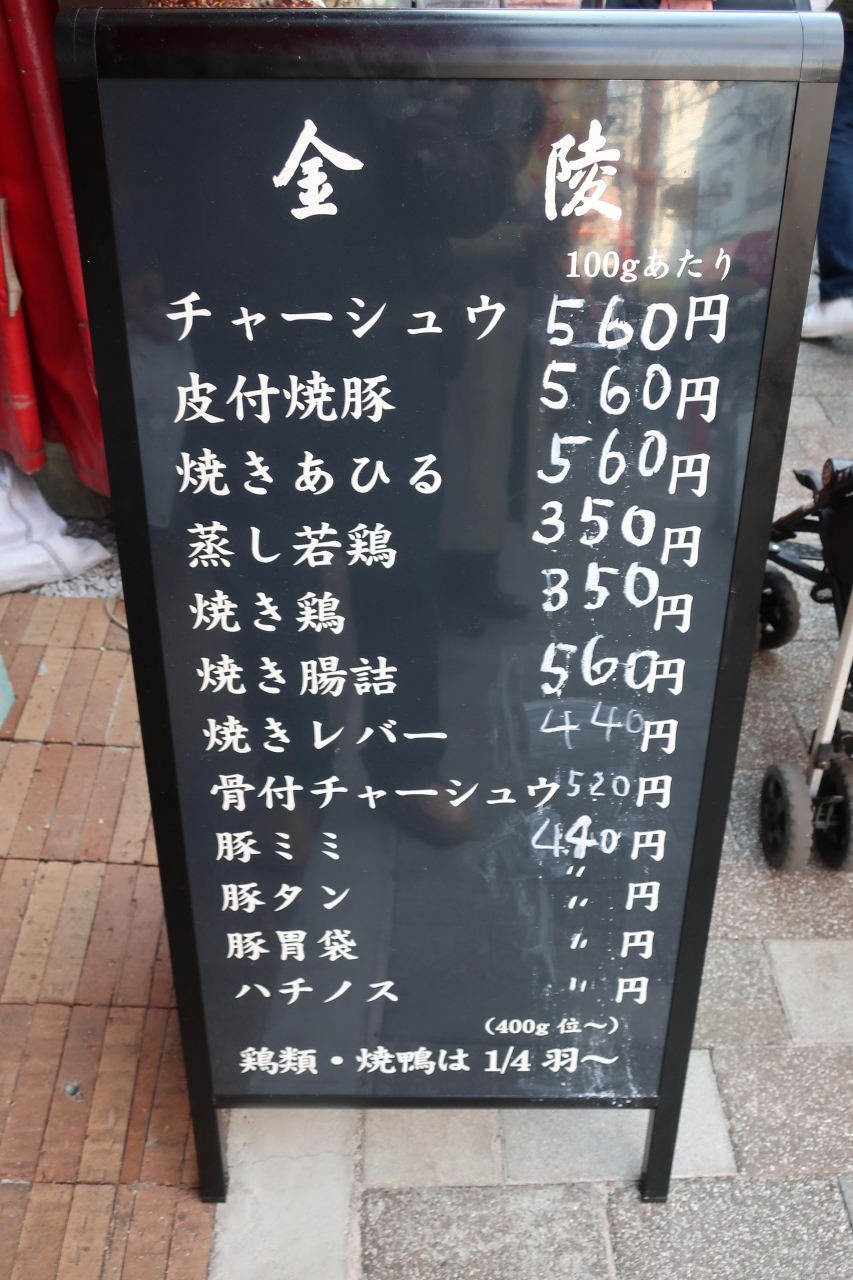 金陵
100gあたり
チャーシュウ 560円
皮付焼豚 560円
焼きあひる 560円
蒸し若鶏 350円
焼き鶏 350円
焼き腸詰 560円
焼きレバー 440円
骨付チャーシュウ 520円
豚ミミ 440円
豚タン 〃 円
豚胃袋 〃 円
ハチノス 〃 円
(400g 位〜)
鶏類・焼鴨は 1/4 羽〜